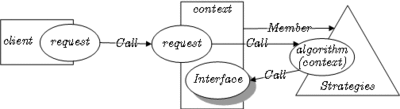 context
Member
client
request
Call
request
Call
algorithm
(context)
Interface
Call
Strategies